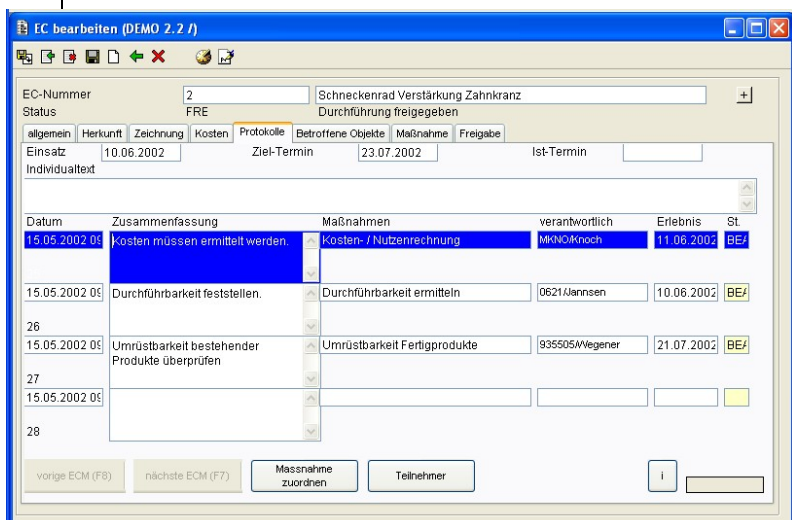 EC bearbeiten (DEMO 2.2 /)
EC-Nummer 2 Schneckenrad Verstärkung Zahnkranz +
Status FRE Durchführung freigegeben
allgemein Herkunft Zeichnung Kosten Protokolle Betroffene Objekte Maßnahme Freigabe
Einsatz 10.06.2002 Ziel-Termin 23.07.2002 Ist-Termin
Individualtext
Datum Zusammenfassung Maßnahmen verantwortlich Erlebnis St.
15.05.2002 09 Kosten müssen ermittelt werden. Kosten- / Nutzenrechnung MKNO/Knoch 11.06.2002 BEA
15.05.2002 09 Durchführbarkeit feststellen. Durchführbarkeit ermitteln 0621/Jannsen 10.06.2002 BEA
26
15.05.2002 09 Umrüstbarkeit bestehender Umrüstbarkeit Fertigprodukte 935505/Wegener 21.07.2002 BEA
Produkte überprüfen
27
15.05.2002 09
28
vorige ECM (F8) nächste ECM (F7) Massnahme zuordnen Teilnehmer i